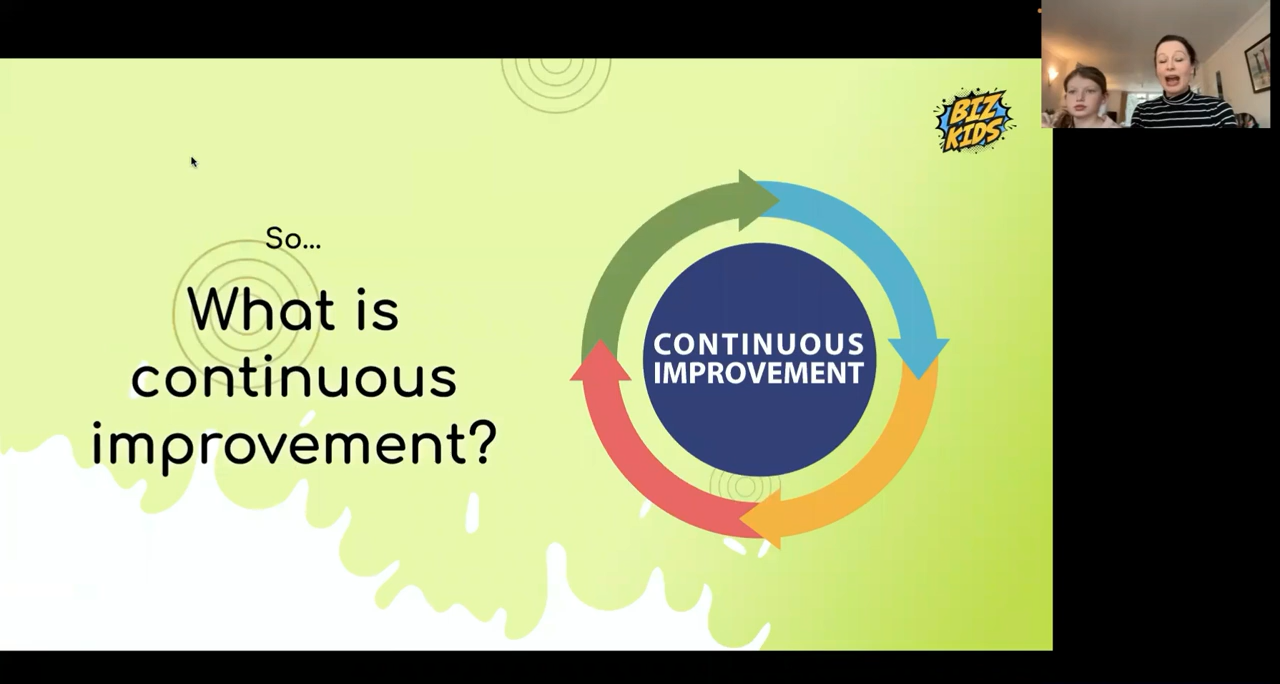 BIZ
KIDS
So...
What is
continuous
improvement?
CONTINUOUS
IMPROVEMENT